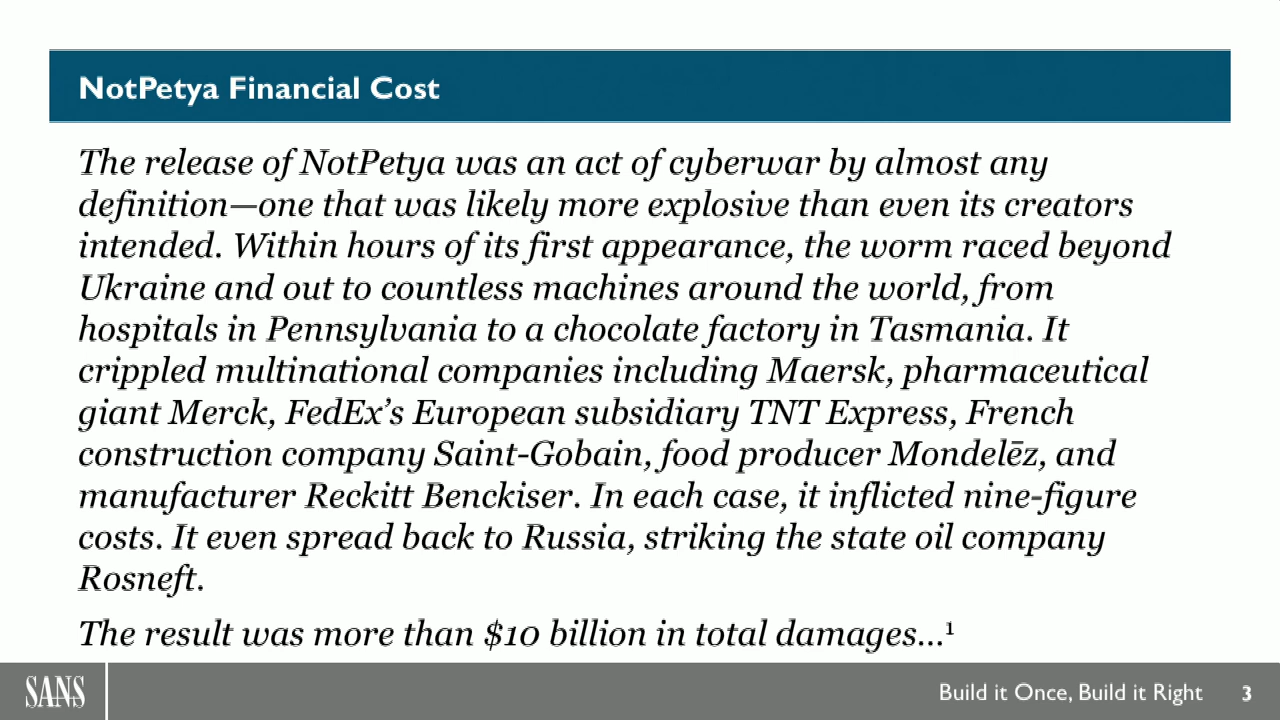 NotPetya Financial Cost
The release of NotPetya was an act of cyberwar by almost any
definition—one that was likely more explosive than even its creators
intended. Within hours of its first appearance, the worm raced beyond
Ukraine and out to countless machines around the world, from
hospitals in Pennsylvania to a chocolate factory in Tasmania. It
crippled multinational companies including Maersk, pharmaceutical
giant Merck, FedEx’s European subsidiary TNT Express, French
construction company Saint-Gobain, food producer Mondelēz, and
manufacturer Reckitt Benckiser. In each case, it inflicted nine-figure
costs. It even spread back to Russia, striking the state oil company
Rosneft.
The result was more than $10 billion in total damages…¹
SANS
Build it Once, Build it Right 3